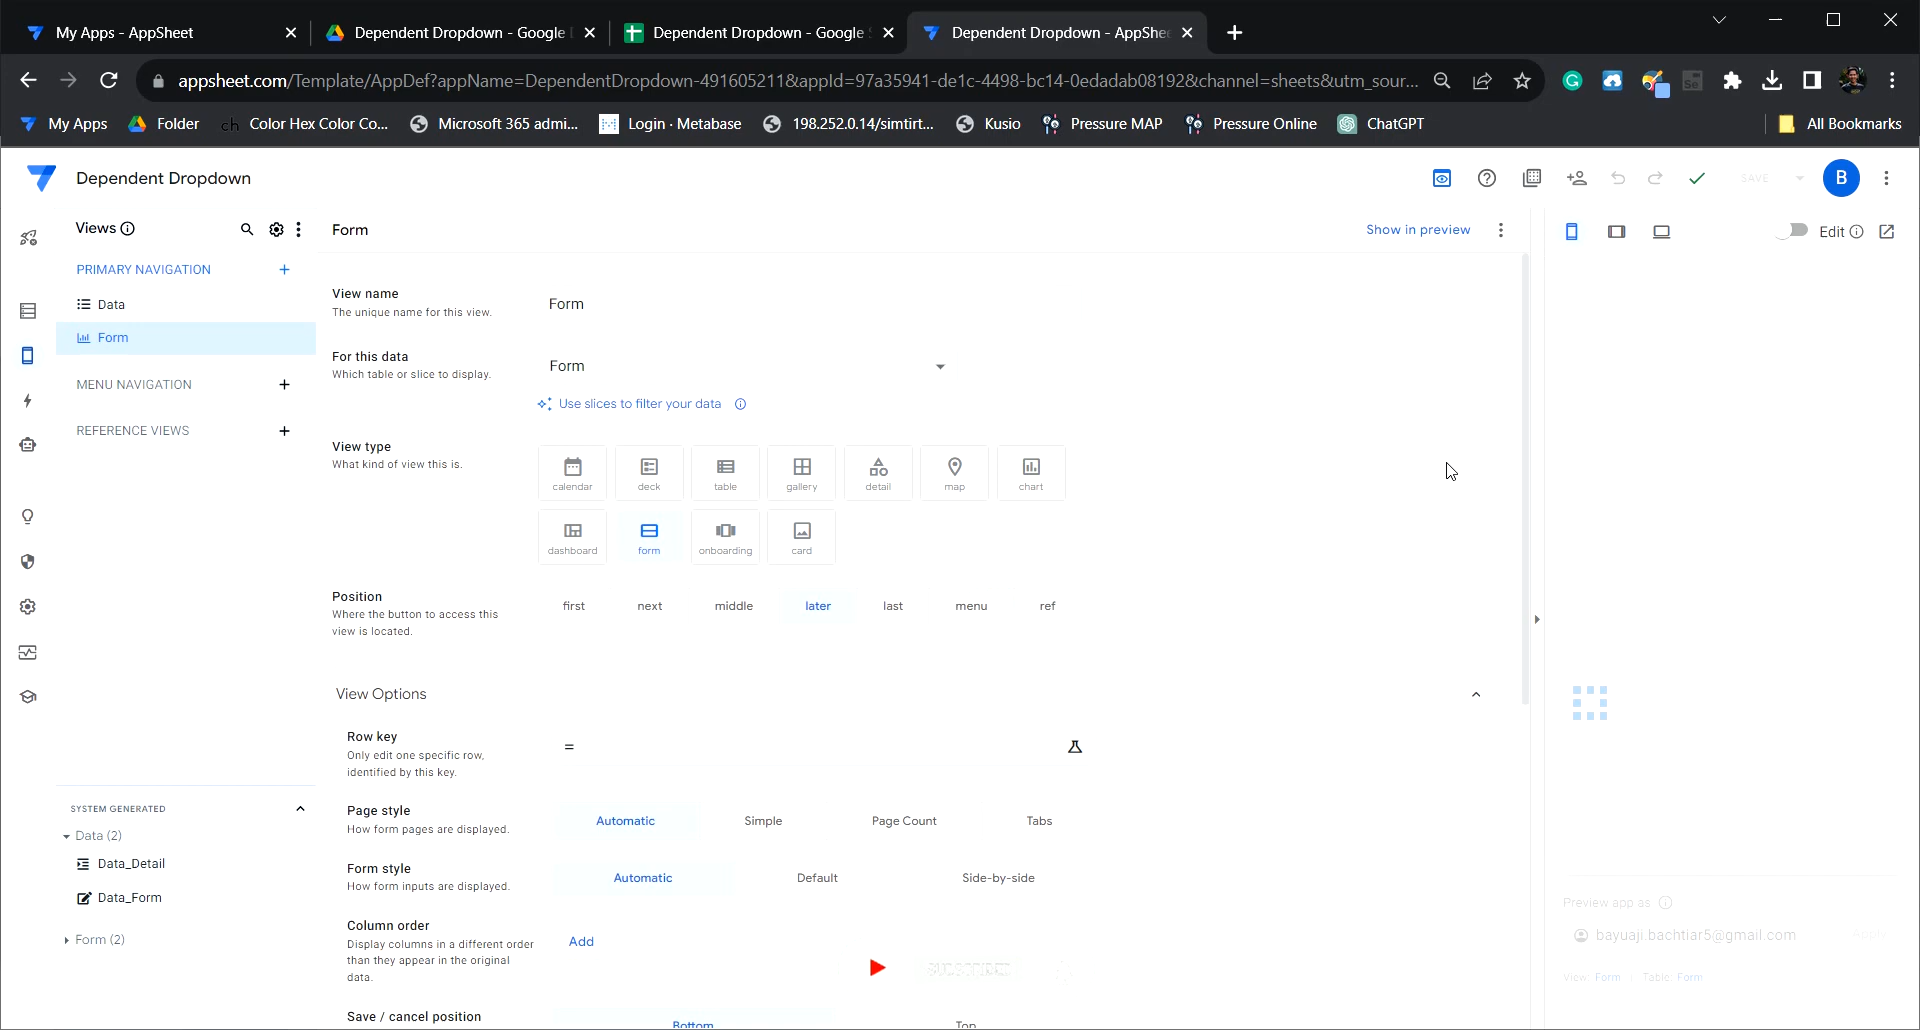 My Apps - AppSheet
Dependent Dropdown - Google
Dependent Dropdown - Google
Dependent Dropdown - AppShe
appsheet.com/Template/AppDef?appName=DependentDropdown-491605211&appId=97a35941-de1c-4498-bc14-0edadab08192&channel=sheets&utm_sour...
My Apps
Folder
Color Hex Color Co...
Microsoft 365 admi...
Login · Metabase
198.252.0.14/simtirt...
Kusio
Pressure MAP
Pressure Online
ChatGPT
All Bookmarks
Dependent Dropdown
SAVE
B
Views
Form
Show in preview
Edit
PRIMARY NAVIGATION
Data
Form
MENU NAVIGATION
REFERENCE VIEWS
View name
The unique name for this view.
Form
For this data
Which table or slice to display.
Form
Use slices to filter your data
View type
What kind of view this is.
calendar
deck
table
gallery
detail
map
chart
dashboard
form
onboarding
card
Position
Where the button to access this
view is located.
first
next
middle
later
last
menu
ref
View Options
Row key
Only edit one specific row,
identified by this key.
=
Page style
How form pages are displayed.
Automatic
Simple
Page Count
Tabs
Form style
How form inputs are displayed.
Automatic
Default
Side-by-side
Column order
Display columns in a different order
than they appear in the original
data.
Add
Save / cancel position
Bottom
Top
SYSTEM GENERATED
Data (2)
Data_Detail
Data_Form
Form (2)
Preview app as
bayuaji.bachtiar5@gmail.com
View: Form
Table: Form